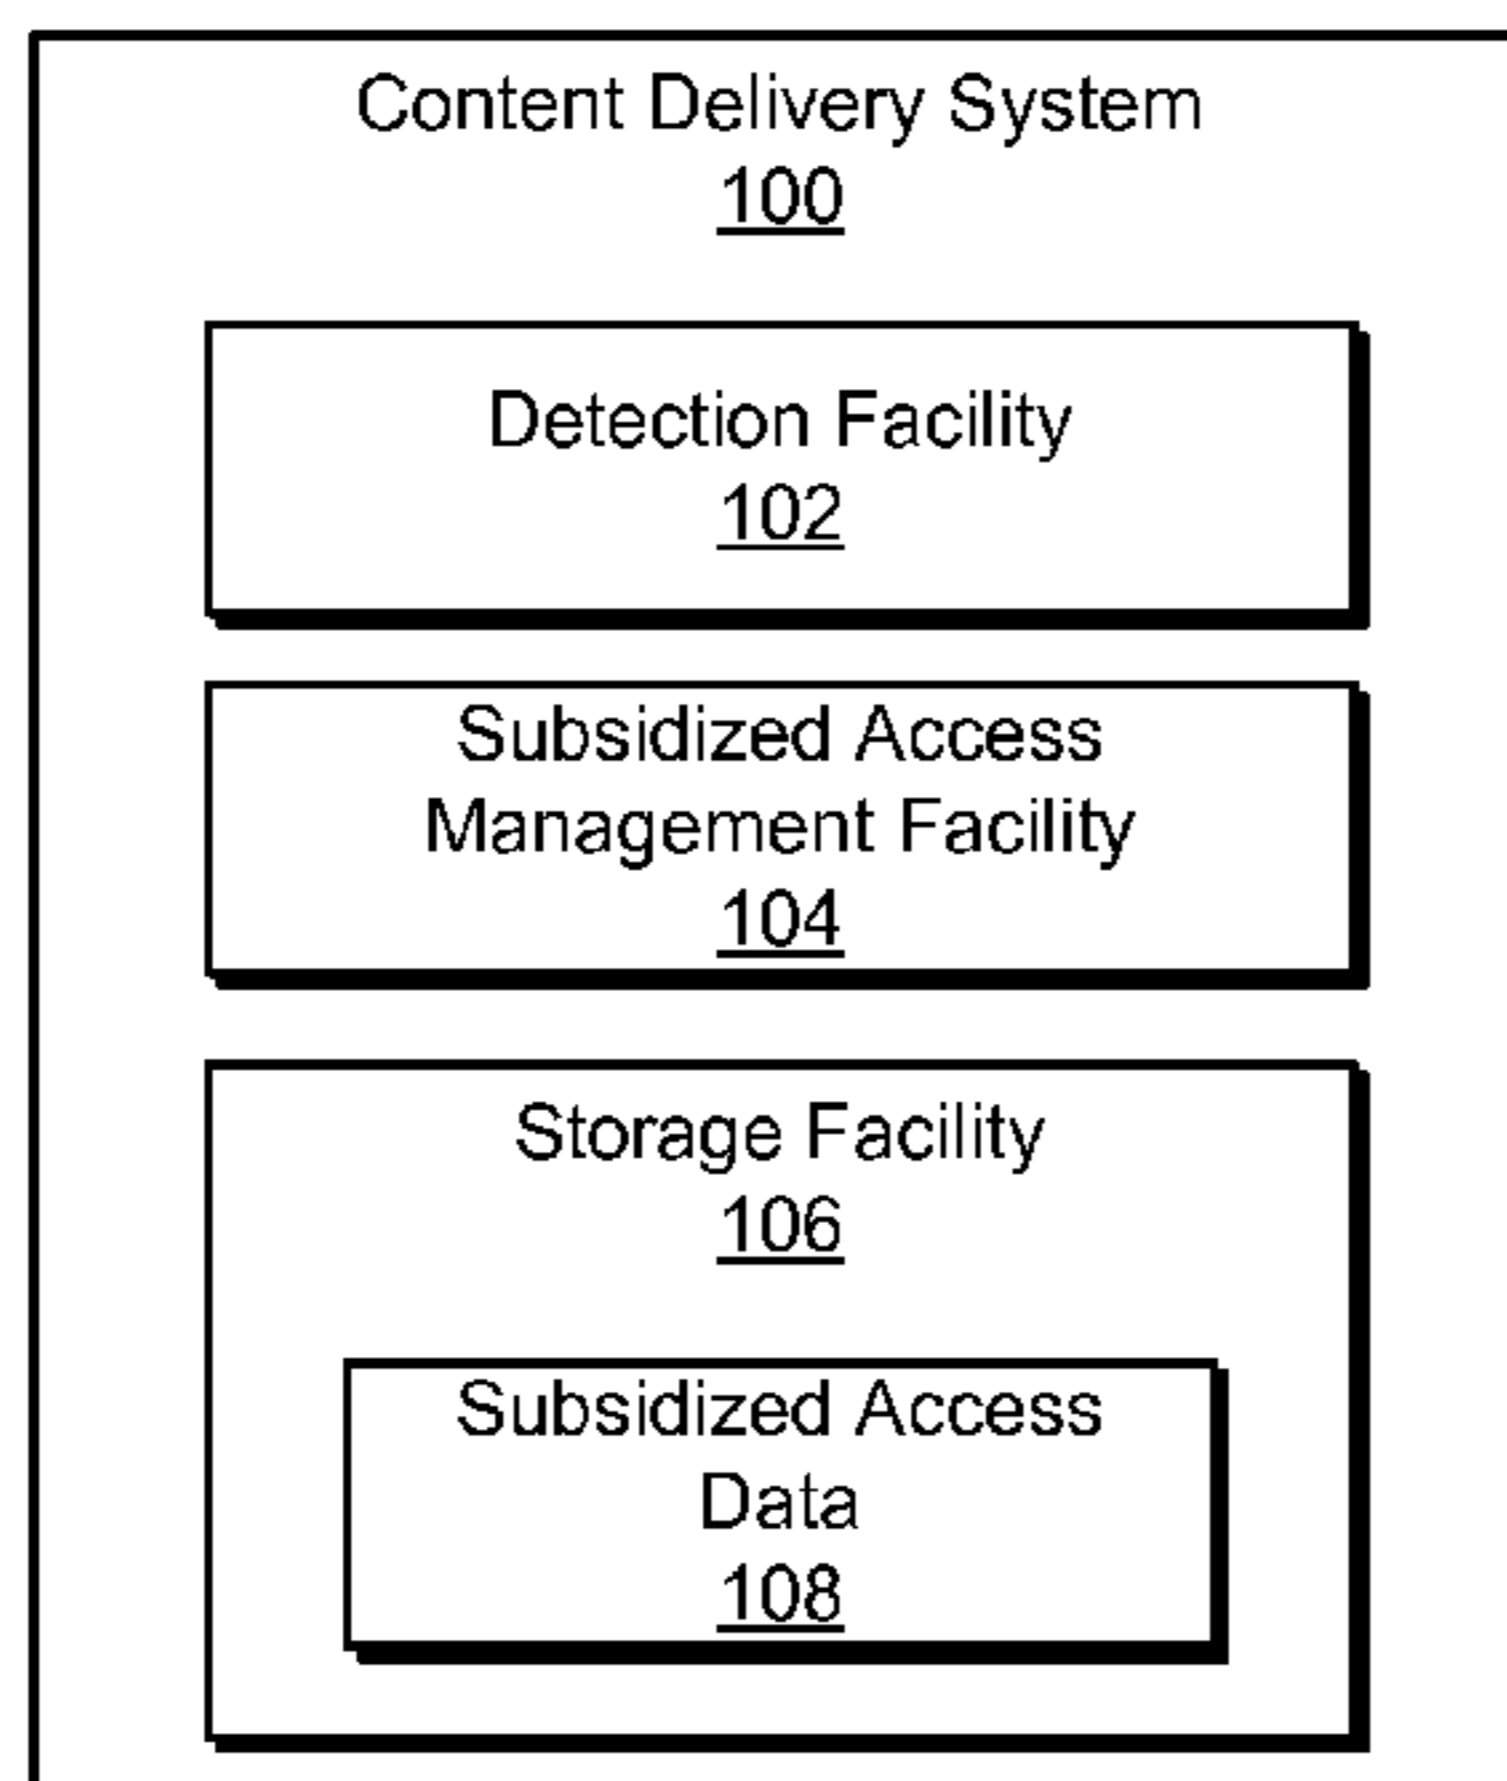 Content Delivery System
100
Detection Facility
102
Subsidized Access
Management Facility
104
Storage Facility
106
Subsidized Access
Data
108